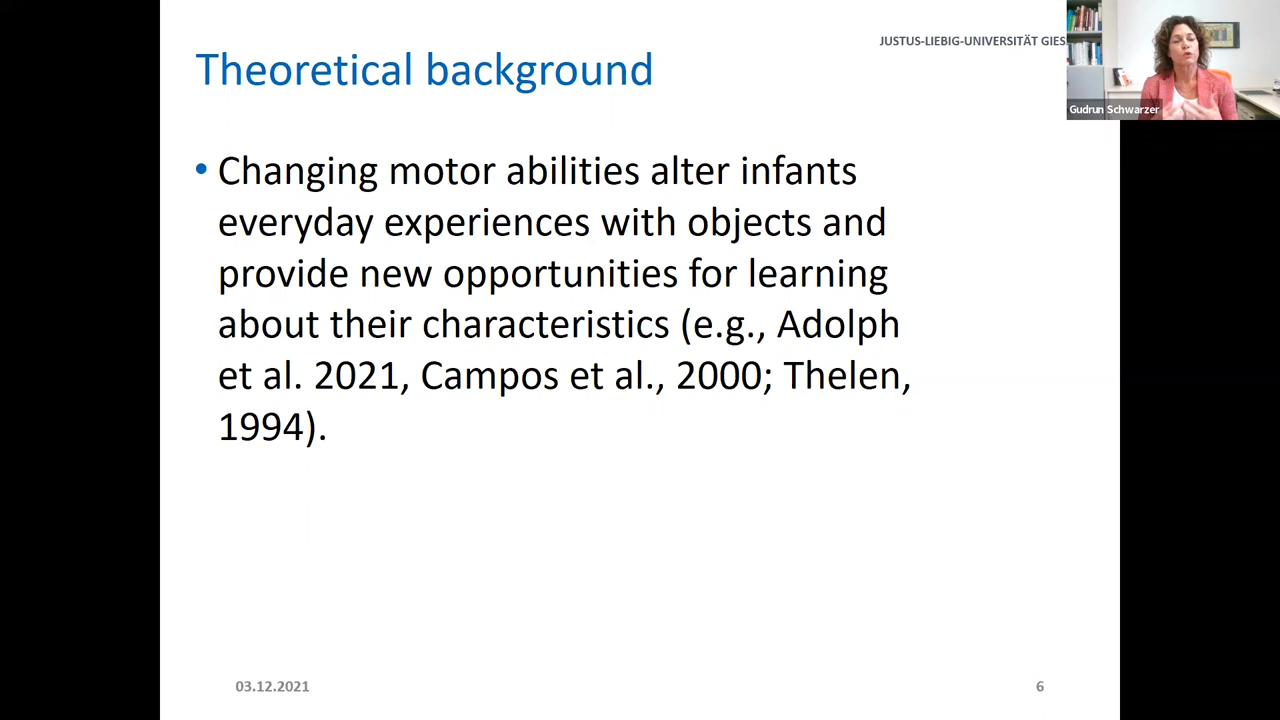 Theoretical background
JUSTUS-LIEBIG-UNIVERSITÄT GIES
Gudrun Schwarzer
• Changing motor abilities alter infants
everyday experiences with objects and
provide new opportunities for learning
about their characteristics (e.g., Adolph
et al. 2021, Campos et al., 2000; Thelen,
1994).
03.12.2021
6